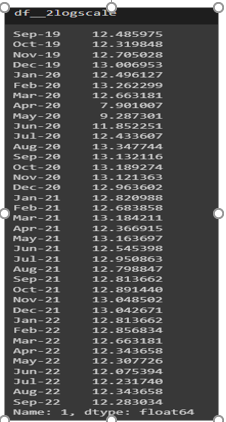 df__2logscale
Sep-19 12.485975
Oct-19 12.319848
Nov-19 12.705028
Dec-19 13.006953
Jan-20 12.496127
Feb-20 13.262299
Mar-20 12.663181
Apr-20 7.901007
May-20 9.287301
Jun-20 11.852251
Jul-20 12.433607
Aug-20 13.347744
Sep-20 13.132116
Oct-20 13.189274
Nov-20 13.121363
Dec-20 12.963602
Jan-21 12.820988
Feb-21 12.683858
Mar-21 13.184211
Apr-21 12.366915
May-21 13.163697
Jun-21 12.545398
Jul-21 12.950863
Aug-21 12.798847
Sep-21 12.813662
Oct-21 12.891440
Nov-21 13.048502
Dec-21 13.042671
Jan-22 12.813662
Feb-22 12.856834
Mar-22 12.663181
Apr-22 12.343658
May-22 12.307726
Jun-22 12.075394
Jul-22 12.231740
Aug-22 12.343658
Sep-22 12.283034
Name: 1, dtype: float64